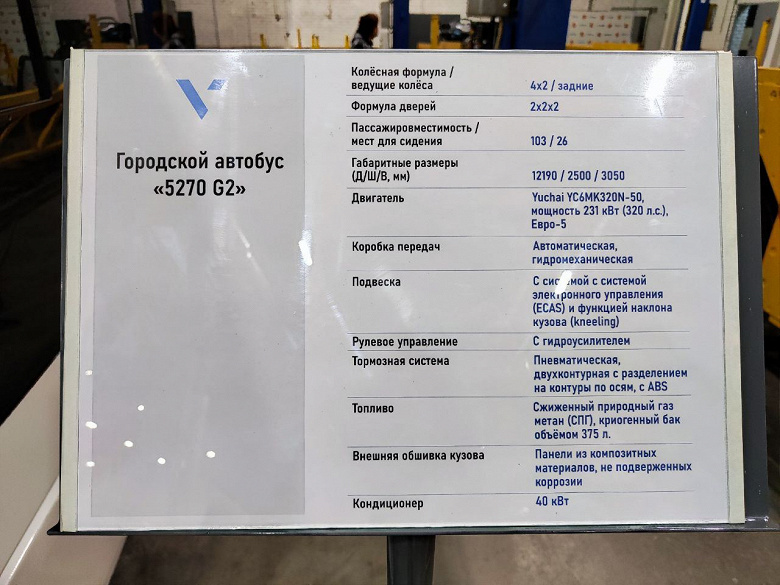 Городской автобус
«5270 G2»
Колёсная формула /
ведущие колёса
4x2 / задние
Формула дверей
2x2x2
Пассажировместимость /
мест для сидения
103 / 26
Габаритные размеры
(Д/Ш/В, мм)
12190 / 2500 / 3050
Двигатель
Yuchai YC6MK320N-50,
мощность 231 кВт (320 л.с.),
Евро-5
Коробка передач
Автоматическая,
гидромеханическая
Подвеска
С системой с системой
электронного управления
(ECAS) и функцией наклона
кузова (kneeling)
Рулевое управление
С гидроусилителем
Тормозная система
Пневматическая,
двухконтурная с разделением
на контуры по осям, с ABS
Топливо
Сжиженный природный газ
метан (СПГ), криогенный бак
объёмом 375 л.
Внешняя обшивка кузова
Панели из композитных
материалов, не подверженных
коррозии
Кондиционер
40 кВт